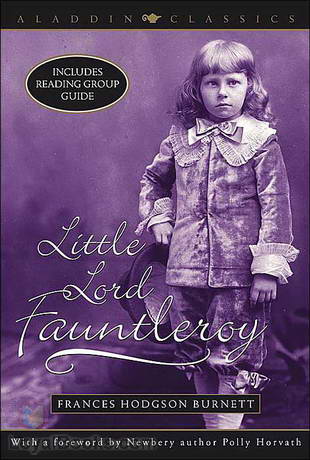 ALADDIN CLASSICS
INCLUDES
READING GROUP
GUIDE
Little
Lord
Fauntleroy
FRANCES HODGSON BURNETT
With a foreword by Newbery author Polly Horvath